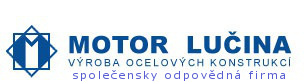 MOTOR LUČINA
VÝROBA OCELOVÝCH KONSTRUKCÍ
společensky odpovědná firma